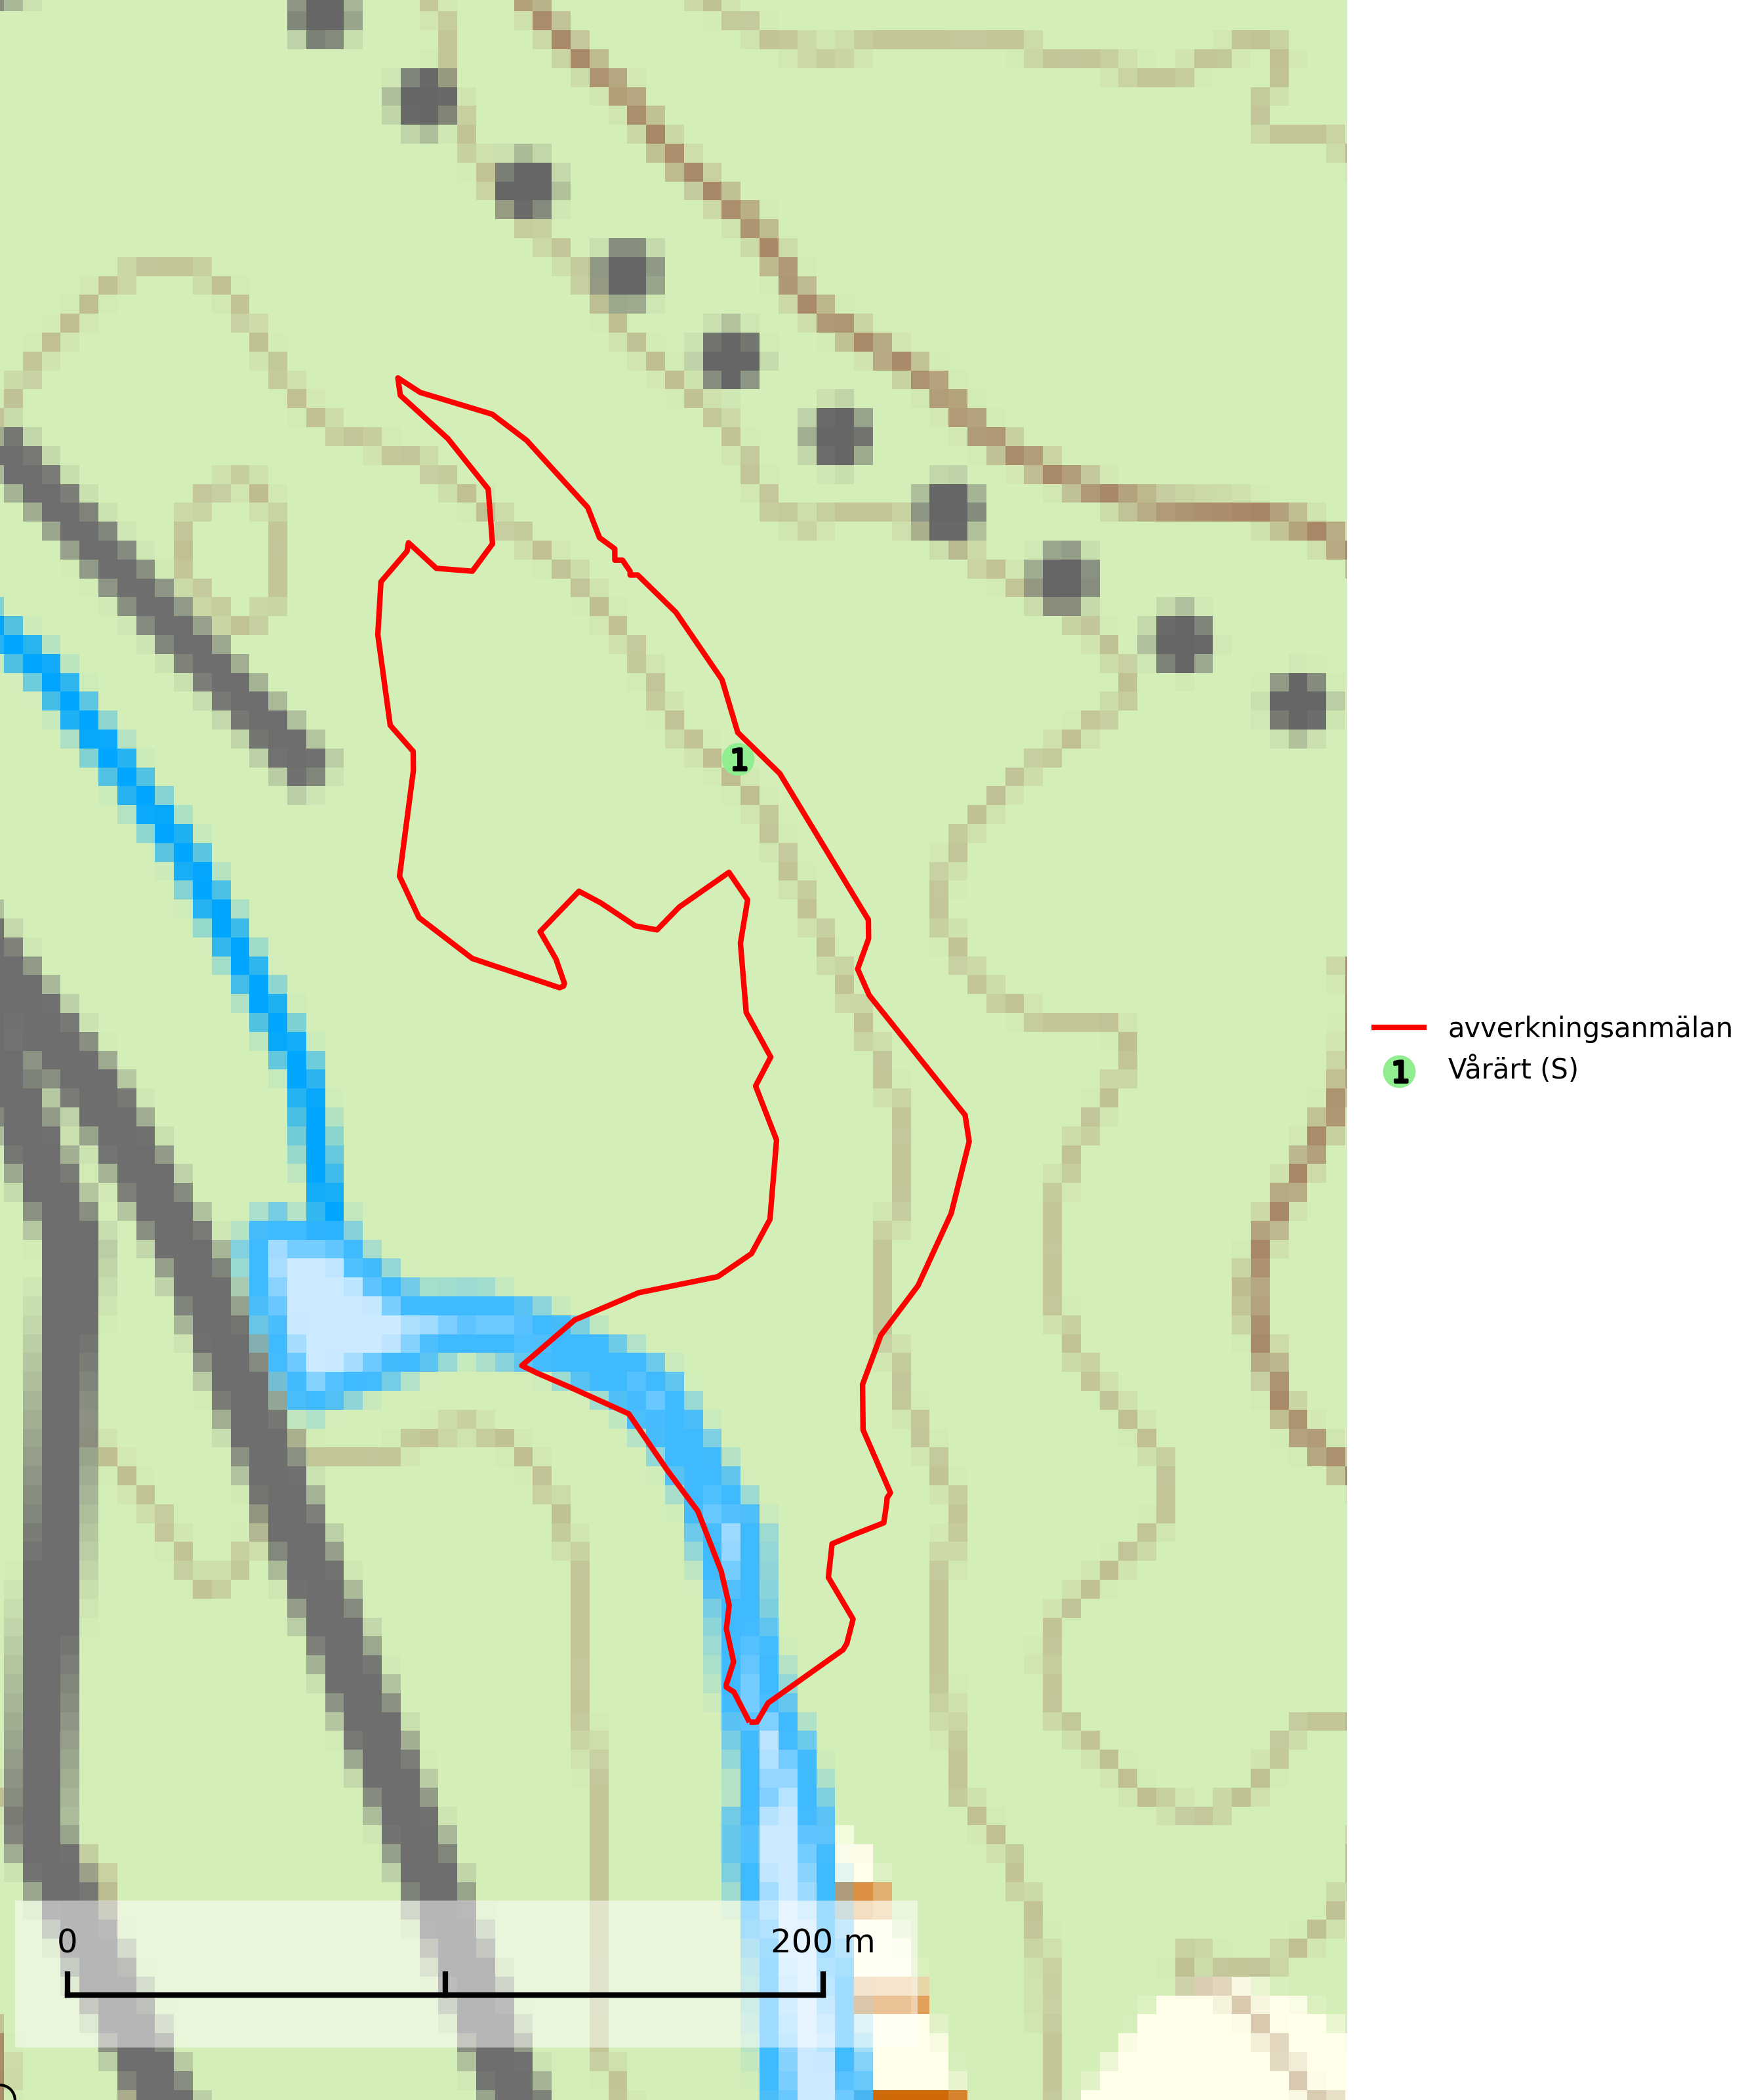 1
avverkningsanmälan
1 Vårärt (S)
0 200 m